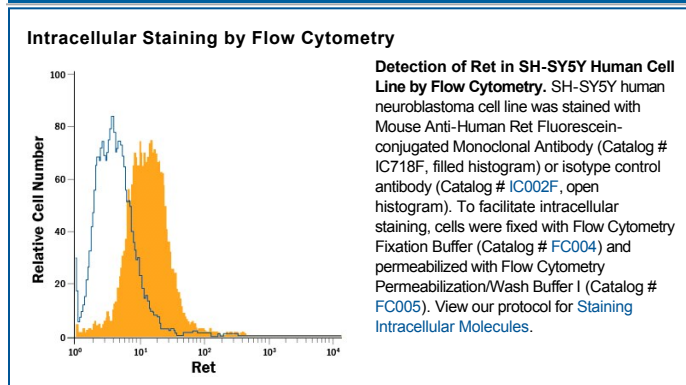 Intracellular Staining by Flow Cytometry
100
80
60
40
20
0
Relative Cell Number
10⁰
10¹
10²
10³
10⁴
Ret
Detection of Ret in SH-SY5Y Human Cell
Line by Flow Cytometry. SH-SY5Y human
neuroblastoma cell line was stained with
Mouse Anti-Human Ret Fluorescein-
conjugated Monoclonal Antibody (Catalog #
IC718F, filled histogram) or isotype control
antibody (Catalog # IC002F, open
histogram). To facilitate intracellular
staining, cells were fixed with Flow Cytometry
Fixation Buffer (Catalog # FC004) and
permeabilized with Flow Cytometry
Permeabilization/Wash Buffer I (Catalog #
FC005). View our protocol for Staining
Intracellular Molecules.